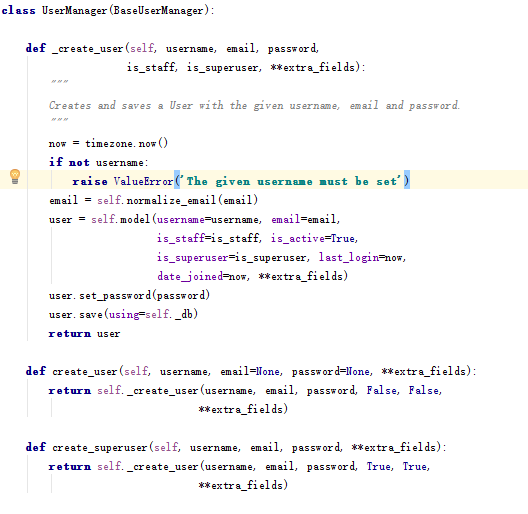 class UserManager(BaseUserManager):
def _create_user(self, username, email, password,
is_staff, is_superuser, **extra_fields):
"""
Creates and saves a User with the given username, email and password.
"""
now = timezone.now()
if not username:
raise ValueError('The given username must be set')
email = self.normalize_email(email)
user = self.model(username=username, email=email,
is_staff=is_staff, is_active=True,
is_superuser=is_superuser, last_login=now,
date_joined=now, **extra_fields)
user.set_password(password)
user.save(using=self._db)
return user
def create_user(self, username, email=None, password=None, **extra_fields):
return self._create_user(username, email, password, False, False,
**extra_fields)
def create_superuser(self, username, email, password, **extra_fields):
return self._create_user(username, email, password, True, True,
**extra_fields)